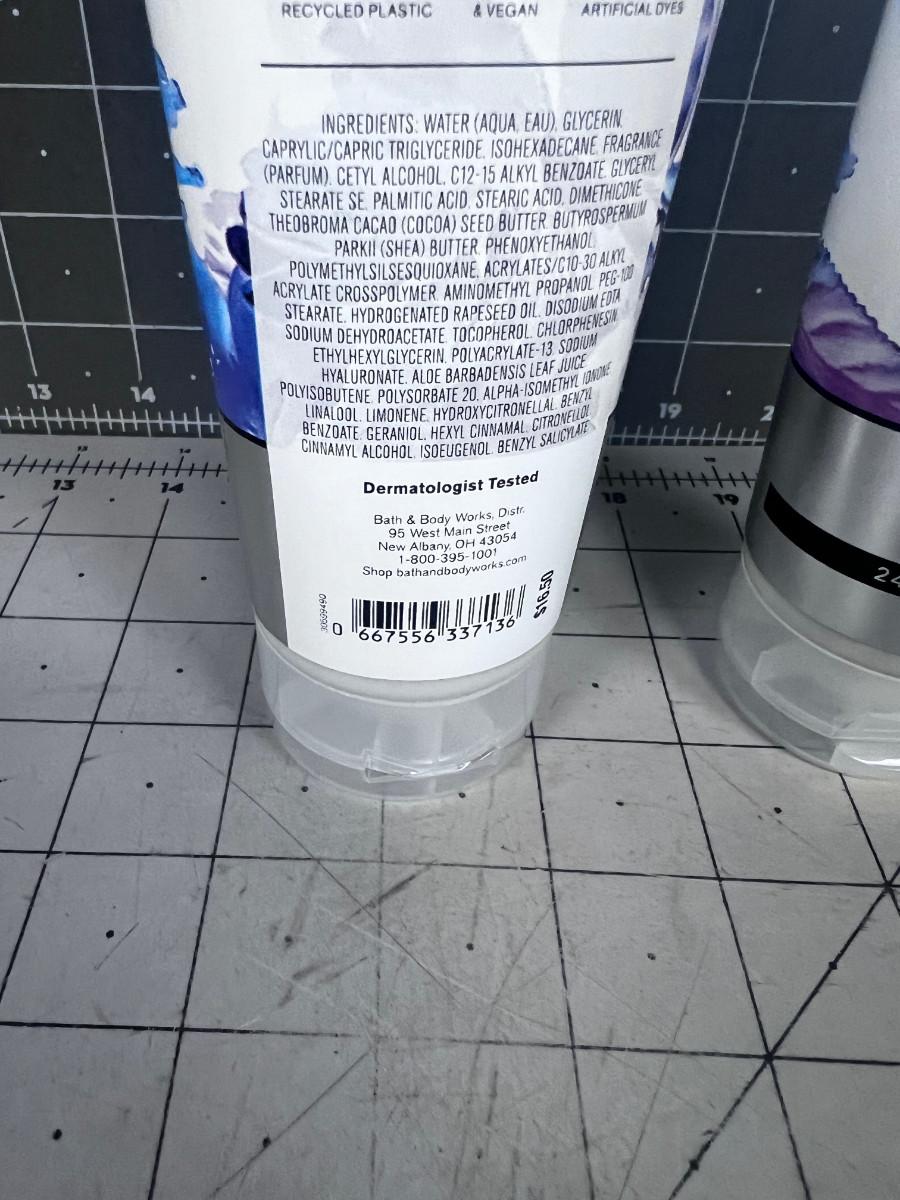 RECYCLED PLASTIC & VEGAN ARTIFICIAL DYES
INGREDIENTS: WATER (AQUA, EAU), GLYCERIN,
CAPRYLIC/CAPRIC TRIGLYCERIDE, ISOHEXADECANE, FRAGRANCE
(PARFUM), CETYL ALCOHOL, C12-15 ALKYL BENZOATE, GLYCERYL
STEARATE SE, PALMITIC ACID, STEARIC ACID, DIMETHICONE,
THEOBROMA CACAO (COCOA) SEED BUTTER, BUTYROSPERMUM
PARKII (SHEA) BUTTER, PHENOXYETHANOL,
POLYMETHYLSILSESQUIOXANE, ACRYLATES/C10-30 ALKYL
ACRYLATE CROSSPOLYMER, AMINOMETHYL PROPANOL, PEG-100
STEARATE, HYDROGENATED RAPESEED OIL, DISODIUM EDTA,
SODIUM DEHYDROACETATE, TOCOPHEROL, CHLORPHENESIN,
ETHYLHEXYLGLYCERIN, POLYACRYLATE-13, SODIUM
HYALURONATE, ALOE BARBADENSIS LEAF JUICE,
POLYISOBUTENE, POLYSORBATE 20, ALPHA-ISOMETHYL IONONE,
LINALOOL, LIMONENE, HYDROXYCITRONELLAL, BENZYL
BENZOATE, GERANIOL, HEXYL CINNAMAL, CITRONELLOL,
CINNAMYL ALCOHOL, ISOEUGENOL, BENZYL SALICYLATE
Dermatologist Tested
Bath & Body Works, Distr.
95 West Main Street
New Albany, OH 43054
1-800-395-1001
Shop bathandbodyworks.com
30699490
0 667556 337136
$16.50
13 14 19
13 14 18 19
24